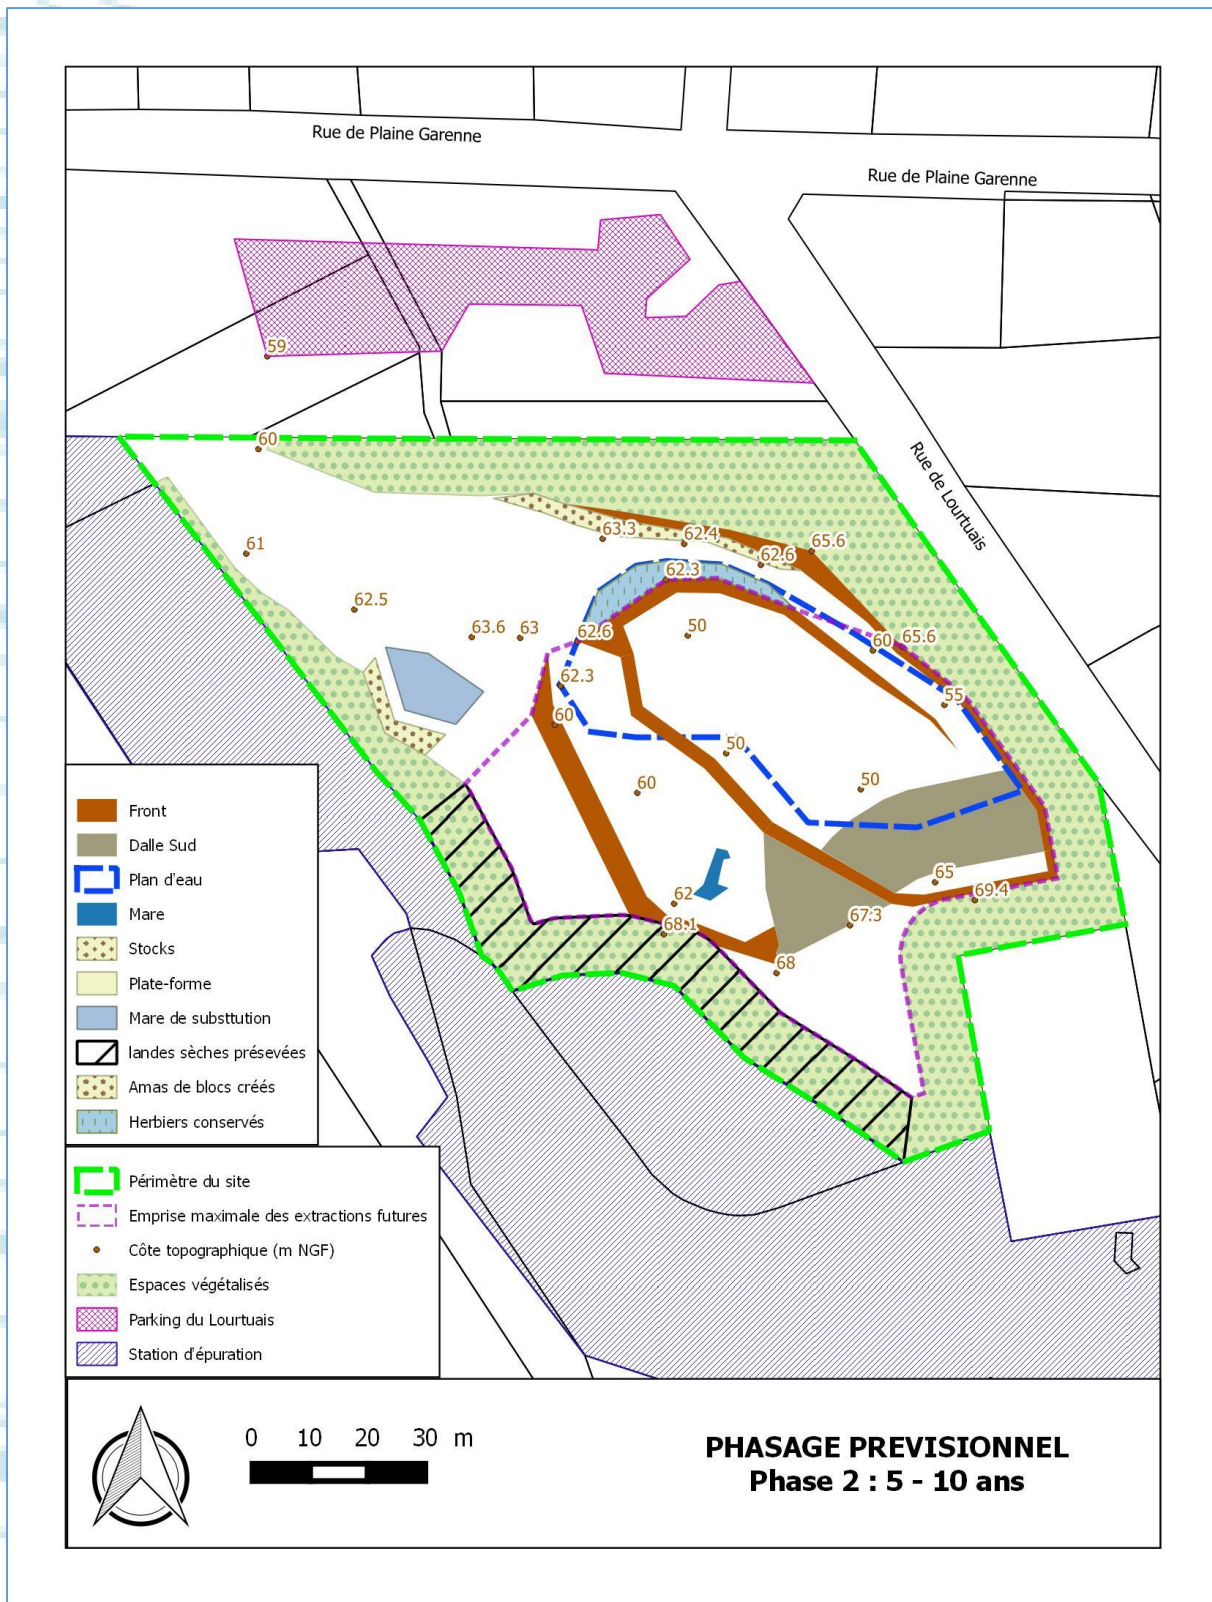 Rue de Plaine Garenne
Rue de Plaine Garenne
Rue de Lourtuais
59
60
61
62.5
63.6
63
63.3
62.4
62.6
65.6
62.3
62.6
50
60
65.6
62.3
55
60
50
60
50
62
65
69.4
68.1
67.3
68
Front
Dalle Sud
Plan d'eau
Mare
Stocks
Plate-forme
Mare de substtution
landes sèches présevées
Amas de blocs créés
Herbiers conservés
Périmètre du site
Emprise maximale des extractions futures
Côte topographique (m NGF)
Espaces végétalisés
Parking du Lourtuais
Station d'épuration
0 10 20 30 m
PHASAGE PREVISIONNEL
Phase 2 : 5 - 10 ans